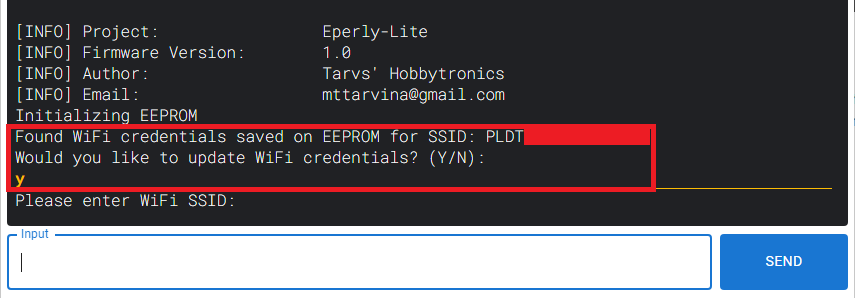 [INFO] Project: Eperly-Lite
[INFO] Firmware Version: 1.0
[INFO] Author: Tarvs' Hobbytronics
[INFO] Email: mttarvina@gmail.com
Initializing EEPROM
Found WiFi credentials saved on EEPROM for SSID: PLDT
Would you like to update WiFi credentials? (Y/N):
y
Please enter WiFi SSID:
Input
SEND